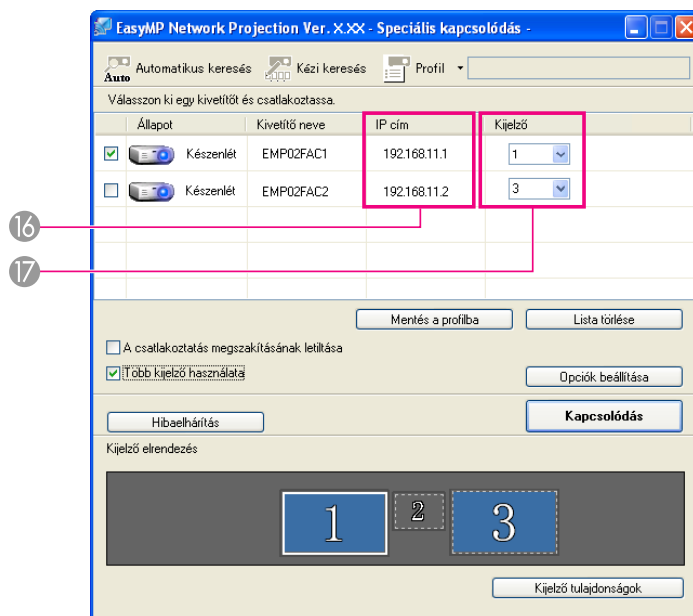 EasyMP Network Projection Ver. X.XX - Speciális kapcsolódás -
Auto Automatikus keresés Kézi keresés Profil
Válasszon ki egy kivetítőt és csatlakoztassa.
Állapot Kivetítő neve IP cím Kijelző
Készenlét EMP02FAC1 192.168.11.1 1
Készenlét EMP02FAC2 192.168.11.2 3
16
17
Mentés a profilba Lista törlése
A csatlakoztatás megszakításának letiltása
Több kijelző használata
Opciók beállítása
Hibaelhárítás Kapcsolódás
Kijelző elrendezés
1 2 3
Kijelző tulajdonságok